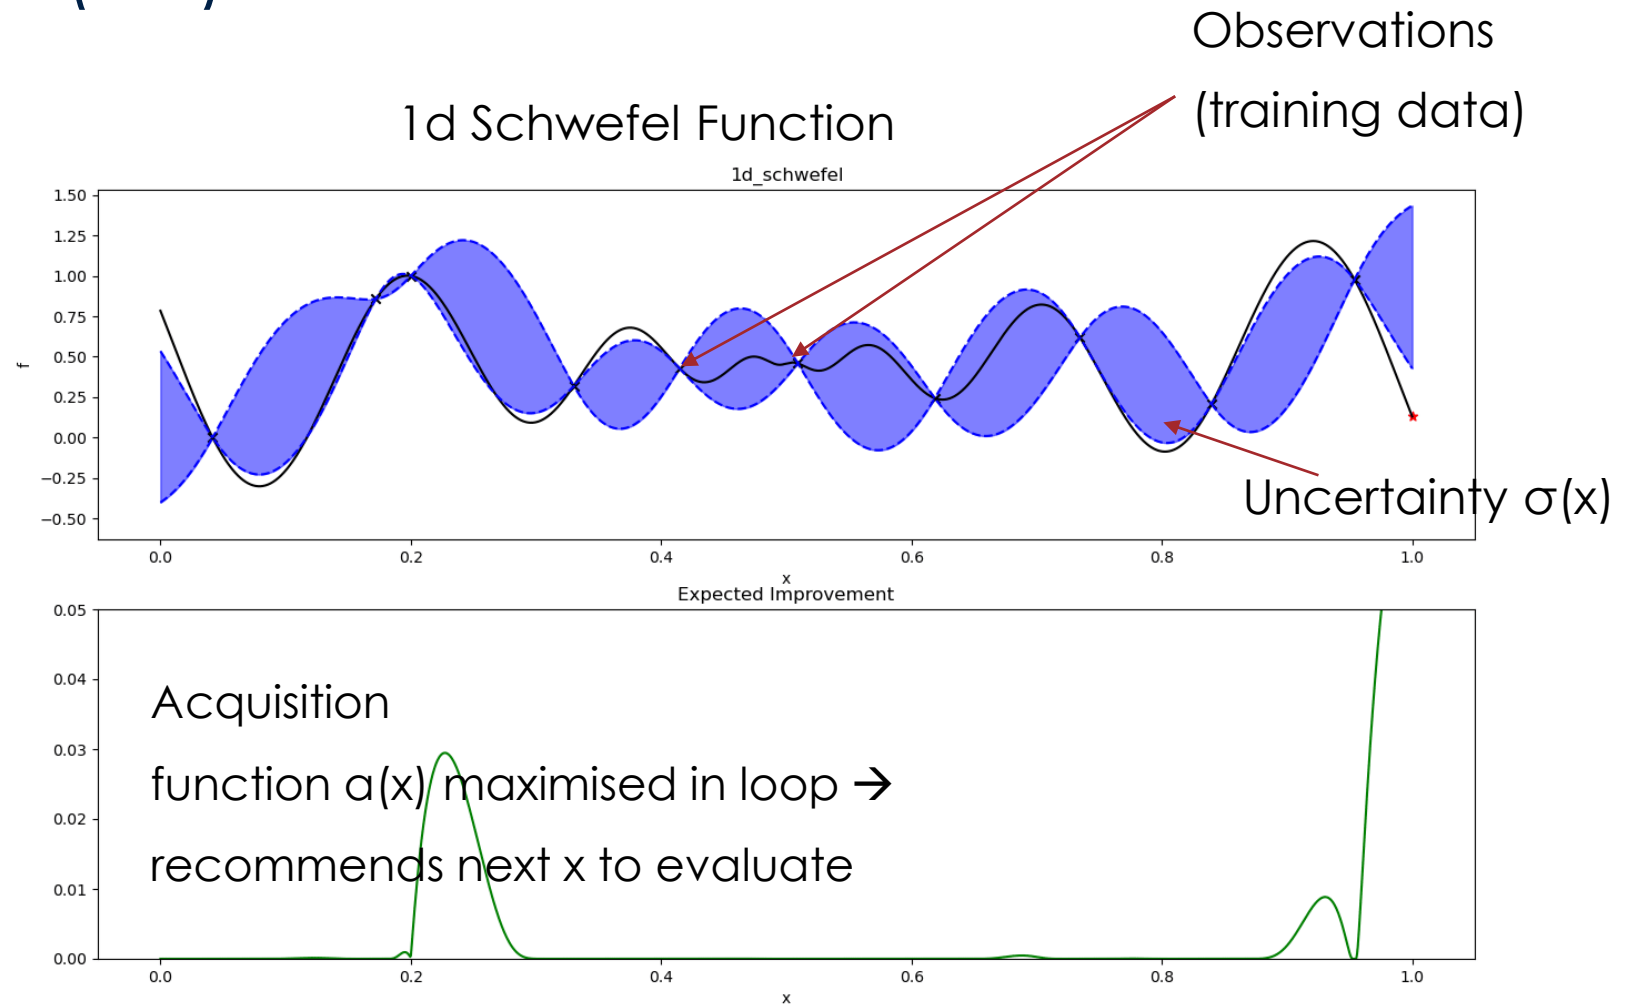 Observations
(training data)
1d Schwefel Function
1d_schwefel
1.50
1.25
1.00
0.75
0.50
0.25
0.00
−0.25
−0.50
f
Uncertainty σ(x)
0.0 0.2 0.4 0.6 0.8 1.0
x
Expected Improvement
0.05
0.04
0.03
0.02
0.01
0.00
Acquisition
function a(x) maximised in loop →
recommends next x to evaluate
0.0 0.2 0.4 0.6 0.8 1.0
x